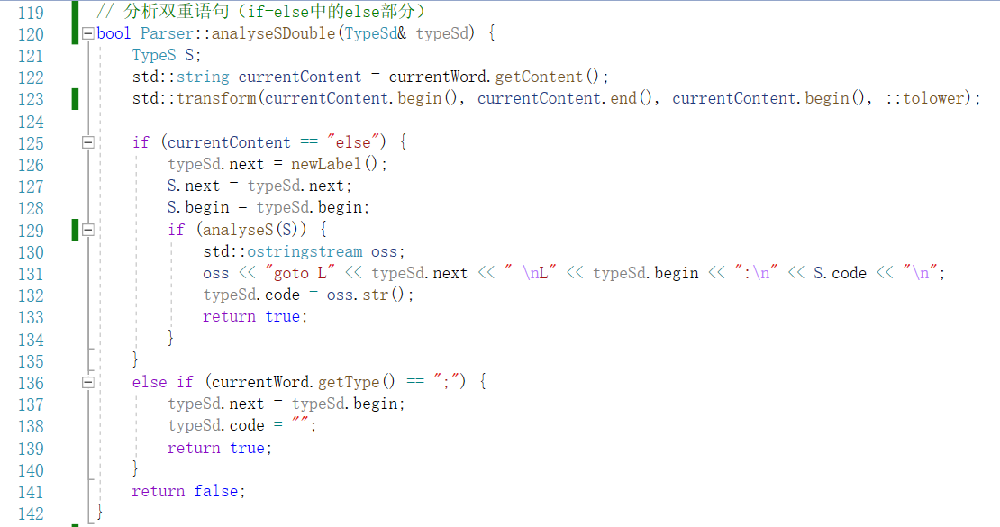 119 // 分析双重语句（if-else中的else部分）
120 bool Parser::analyseSDouble(TypeSd& typeSd) {
121     TypeS S;
122     std::string currentContent = currentWord.getContent();
123     std::transform(currentContent.begin(), currentContent.end(), currentContent.begin(), ::tolower);
124
125     if (currentContent == "else") {
126         typeSd.next = newLabel();
127         S.next = typeSd.next;
128         S.begin = typeSd.begin;
129         if (analyseS(S)) {
130             std::ostringstream oss;
131             oss << "goto L" << typeSd.next << " \nL" << typeSd.begin << ":\n" << S.code << "\n";
132             typeSd.code = oss.str();
133             return true;
134         }
135     }
136     else if (currentWord.getType() == ";") {
137         typeSd.next = typeSd.begin;
138         typeSd.code = "";
139         return true;
140     }
141     return false;
142 }